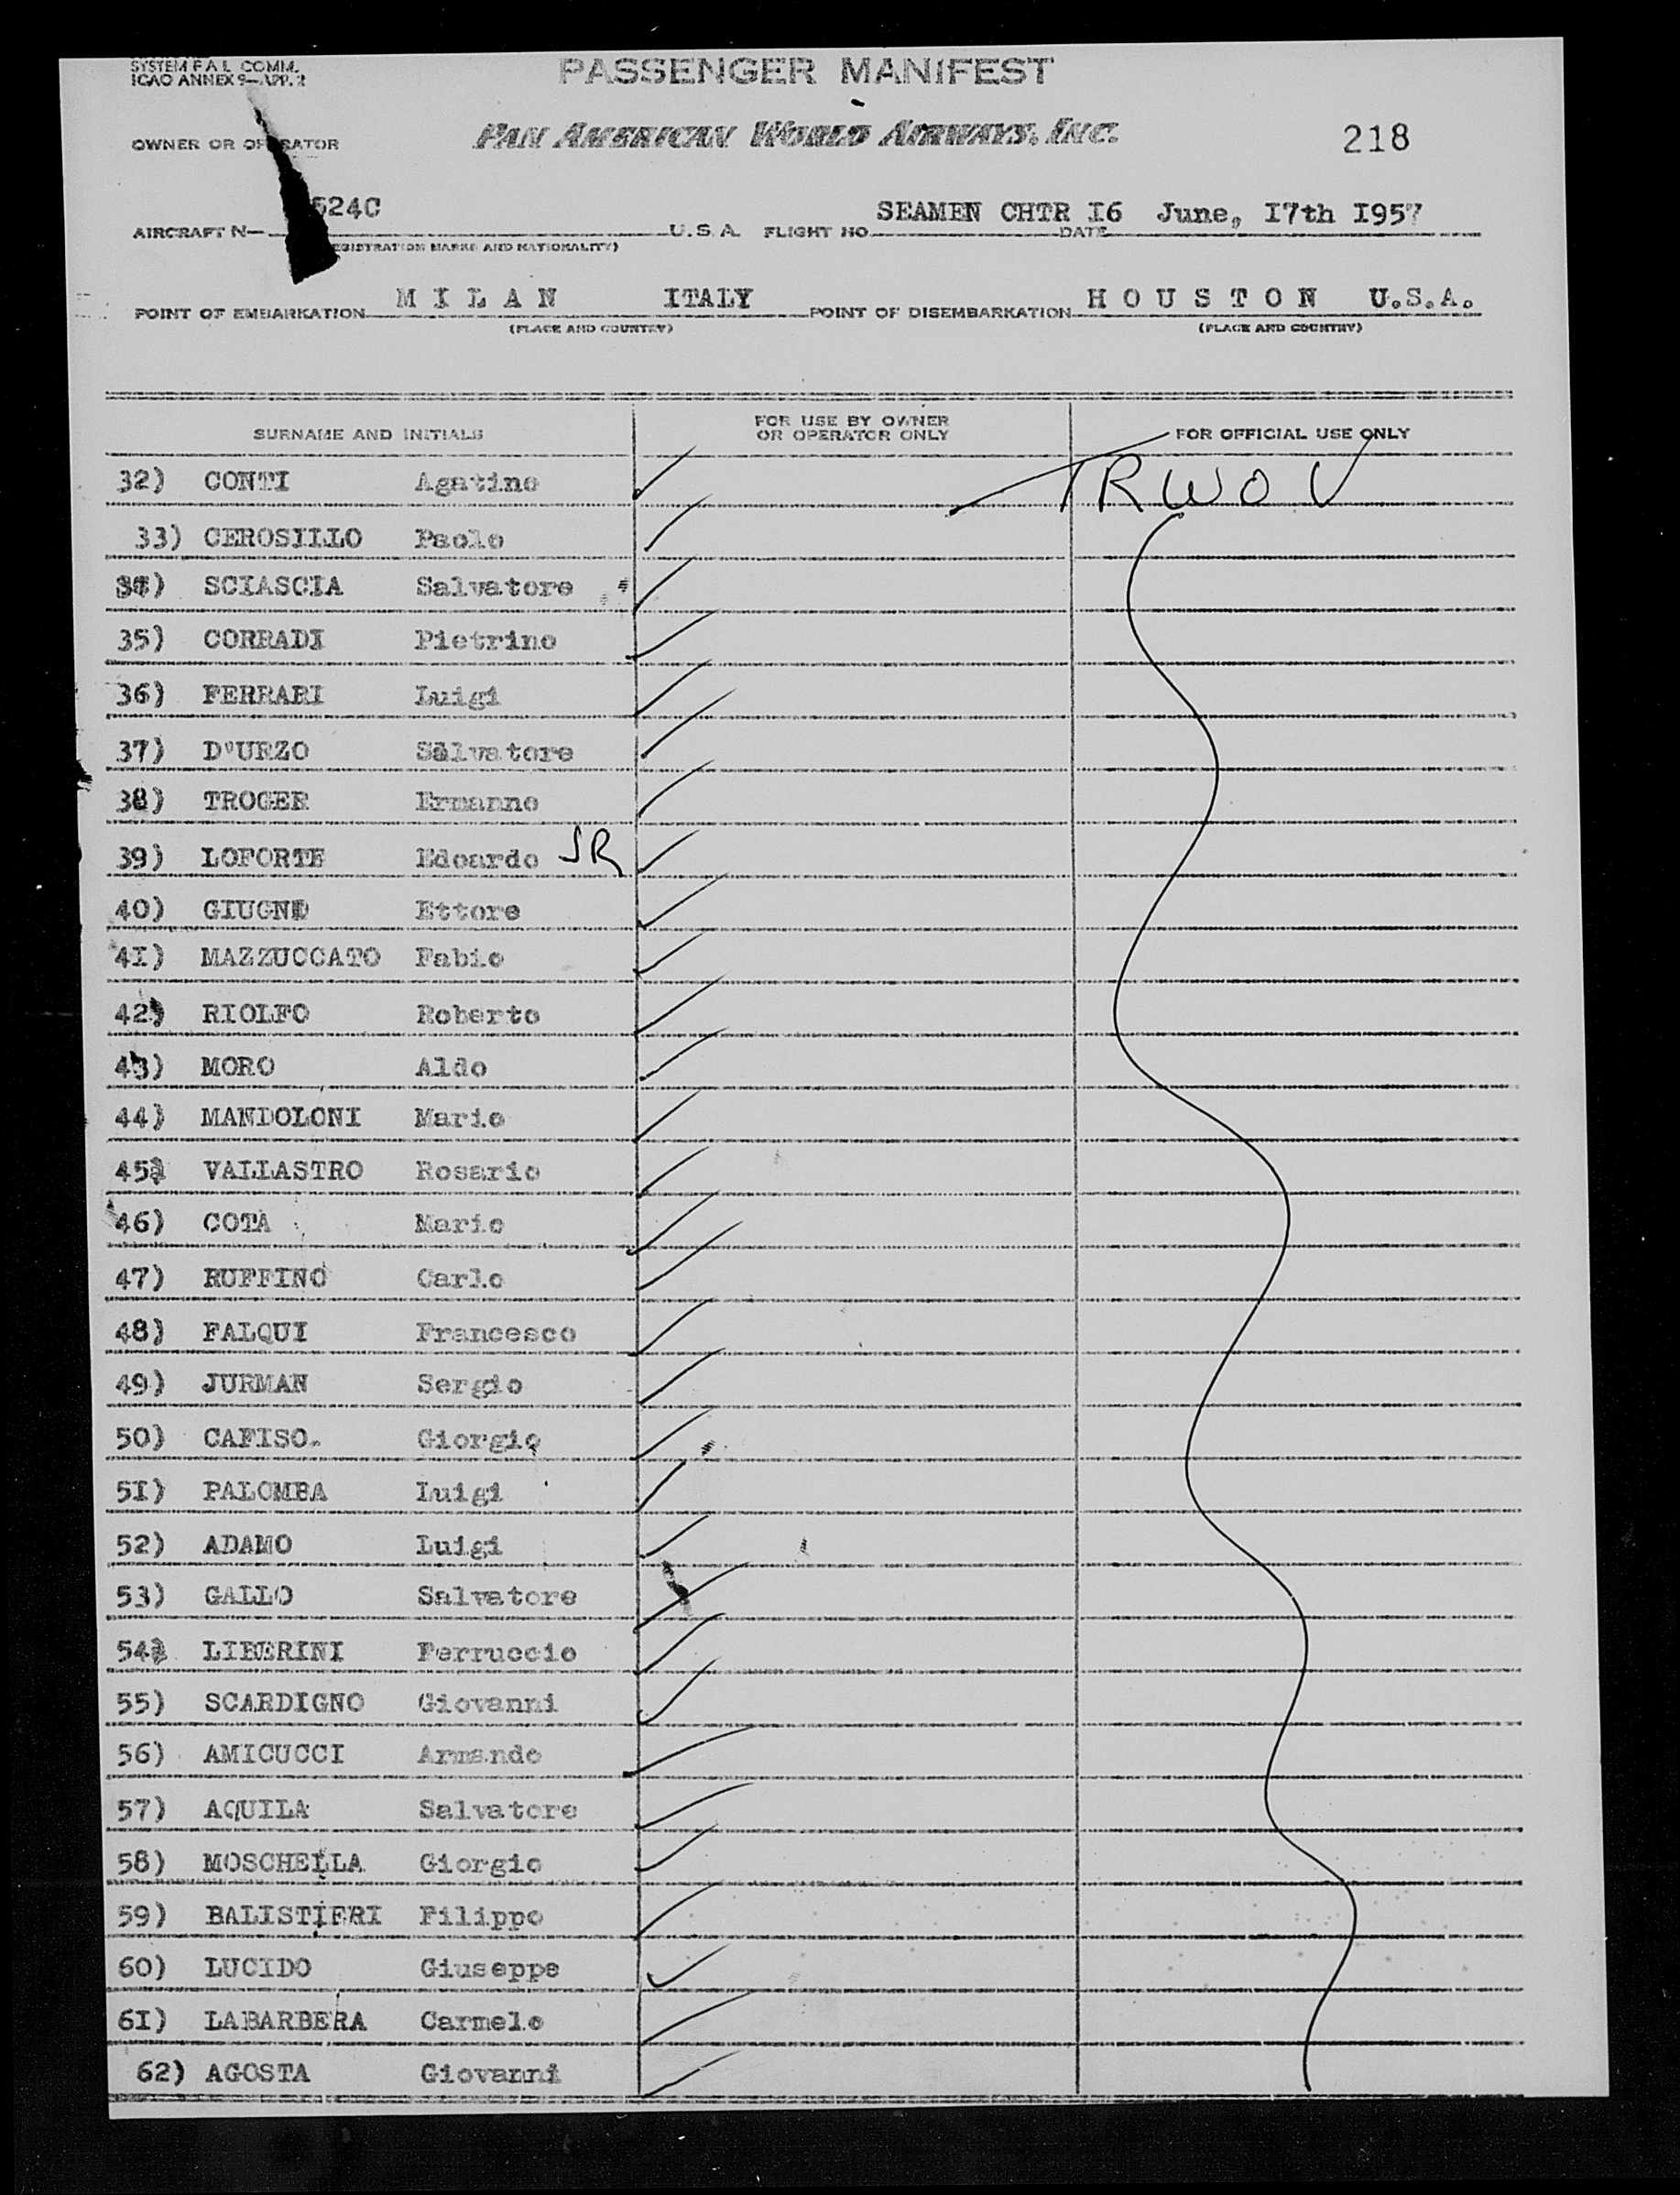 SYSTEM F.A.L. COMM.
ICAO ANNEX 9—APP. 2
PASSENGER MANIFEST
OWNER OR OPERATOR PAN AMERICAN WORLD AIRWAYS, INC. 218
AIRCRAFT N— 524C U.S.A. FLIGHT NO. SEAMEN CHTR I6 DATE June, I7th I957
(REGISTRATION MARKS AND NATIONALITY)
POINT OF EMBARKATION M I L A N ITALY POINT OF DISEMBARKATION H O U S T O N U.S.A.
(PLACE AND COUNTRY) (PLACE AND COUNTRY)
SURNAME AND INITIALS FOR USE BY OWNER OR OPERATOR ONLY FOR OFFICIAL USE ONLY
32) CONTI Agatino TRWOV
33) CEROSILLO Paolo
34) SCIASCIA Salvatore
35) CORRADI Pietrino
36) FERRARI Luigi
37) D'URZO Salvatore
38) TROGER Ermanno
39) LOFORTE Edoardo JR
40) GIUGNO Ettore
4I) MAZZUCCATO Fabio
42) RIOLFO Roberto
43) MORO Aldo
44) MANDOLONI Mario
45) VALLASTRO Rosario
46) COTA Mario
47) RUFFINO Carlo
48) FALQUI Francesco
49) JURMAN Sergio
50) CAFISO. Giorgio
5I) PALOMBA Luigi
52) ADAMO Luigi
53) GALLO Salvatore
54) LIBERINI Ferruccio
55) SCARDIGNO Giovanni
56) AMICUCCI Armando
57) AQUILA Salvatore
58) MOSCHELLA Giorgio
59) BALISTIERI Filippo
60) LUCIDO Giuseppe
6I) LABARBERA Carmelo
62) AGOSTA Giovanni